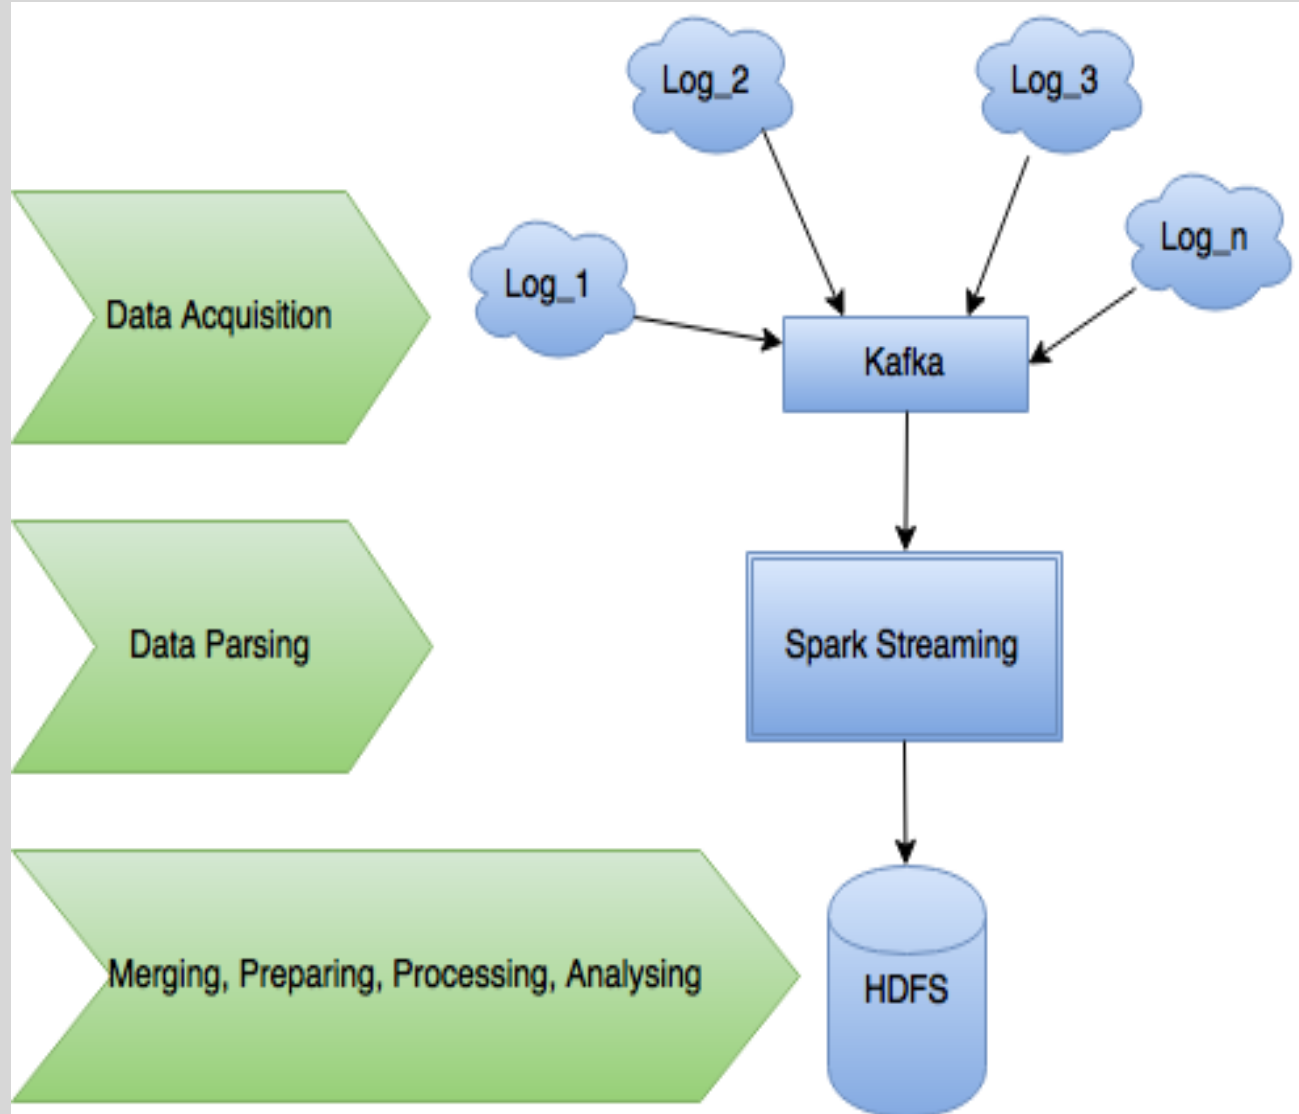 Log_2
Log_3
Log_n
Log_1
Data Acquisition
Kafka
Data Parsing
Spark Streaming
Merging, Preparing, Processing, Analysing
HDFS